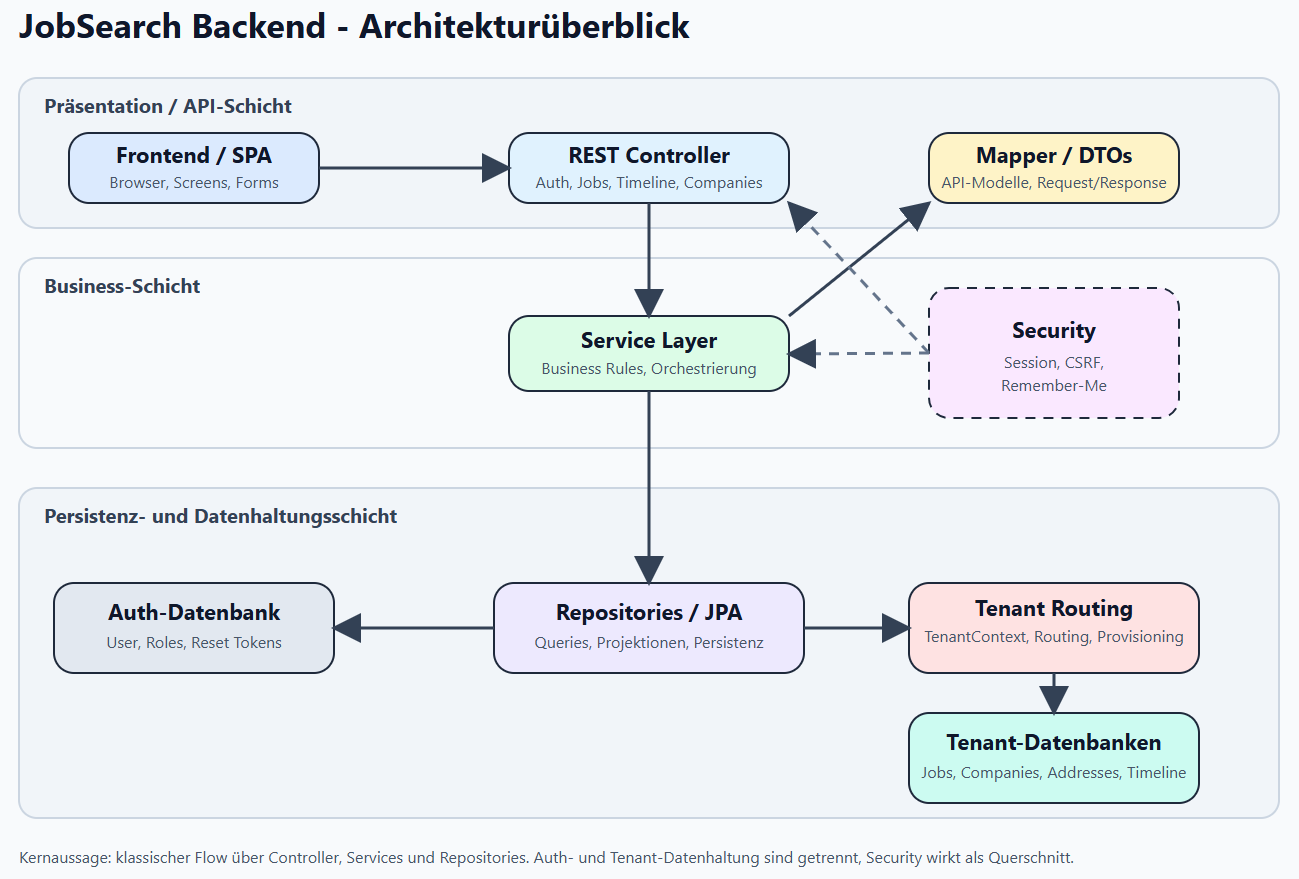 JobSearch Backend - Architekturüberblick
Präsentation / API-Schicht
Frontend / SPA
Browser, Screens, Forms
REST Controller
Auth, Jobs, Timeline, Companies
Mapper / DTOs
API-Modelle, Request/Response
Business-Schicht
Service Layer
Business Rules, Orchestrierung
Security
Session, CSRF,
Remember-Me
Persistenz- und Datenhaltungsschicht
Auth-Datenbank
User, Roles, Reset Tokens
Repositories / JPA
Queries, Projektionen, Persistenz
Tenant Routing
TenantContext, Routing, Provisioning
Tenant-Datenbanken
Jobs, Companies, Addresses, Timeline
Kernaussage: klassischer Flow über Controller, Services und Repositories. Auth- und Tenant-Datenhaltung sind getrennt, Security wirkt als Querschnitt.